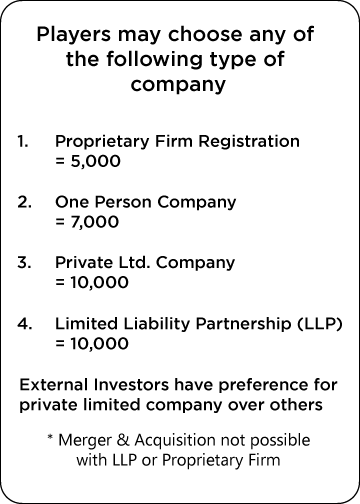 Players may choose any of
the following type of
company
1. Proprietary Firm Registration
= 5,000
2. One Person Company
= 7,000
3. Private Ltd. Company
= 10,000
4. Limited Liability Partnership (LLP)
= 10,000
External Investors have preference for
private limited company over others
* Merger & Acquisition not possible
with LLP or Proprietary Firm